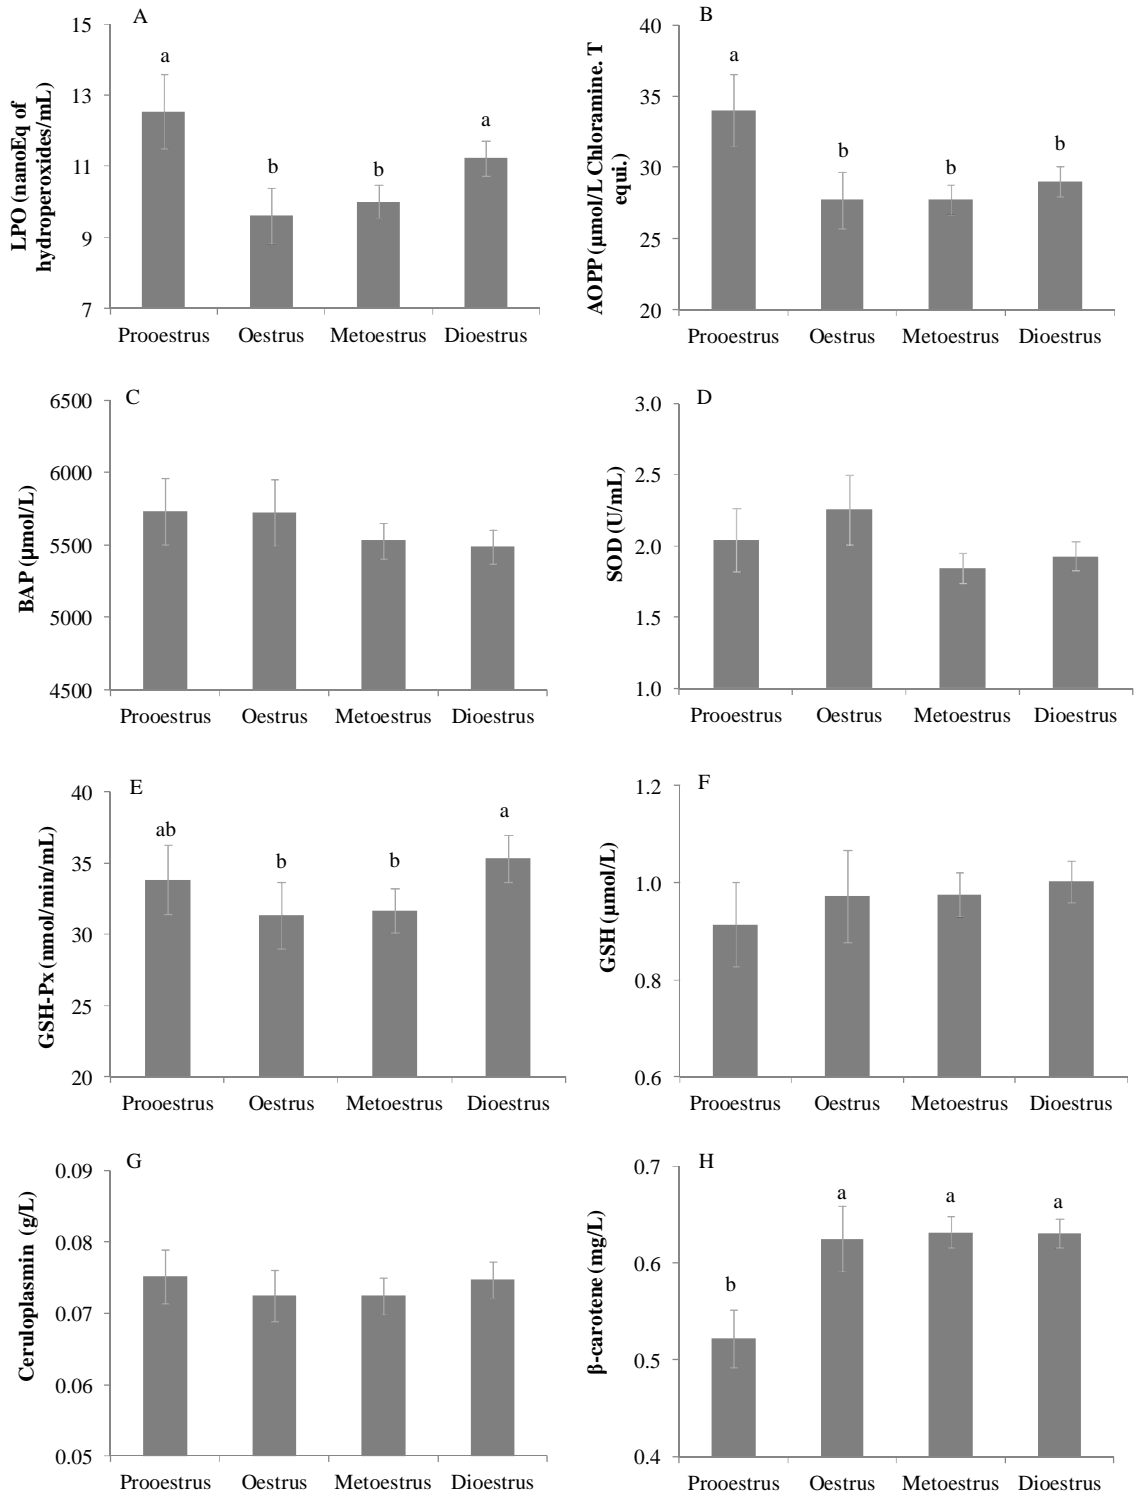 A
15
13
11
9
7
LPO (nanoEq of
hydroperoxides/mL)
a
b
b
a
Prooestrus Oestrus Metoestrus Dioestrus
B
40
35
30
25
20
AOPP (µmol/L Chloramine. T
equi.)
a
b
b
b
Prooestrus Oestrus Metoestrus Dioestrus
C
6500
6000
5500
5000
4500
BAP (µmol/L)
Prooestrus Oestrus Metoestrus Dioestrus
D
3.0
2.5
2.0
1.5
1.0
SOD (U/mL)
Prooestrus Oestrus Metoestrus Dioestrus
E
40
35
30
25
20
GSH-Px (nmol/min/mL)
ab
b
b
a
Prooestrus Oestrus Metoestrus Dioestrus
F
1.2
1.0
0.8
0.6
GSH (µmol/L)
Prooestrus Oestrus Metoestrus Dioestrus
G
0.09
0.08
0.07
0.06
0.05
Ceruloplasmin (g/L)
Prooestrus Oestrus Metoestrus Dioestrus
H
0.7
0.6
0.5
0.4
β-carotene (mg/L)
b
a
a
a
Prooestrus Oestrus Metoestrus Dioestrus